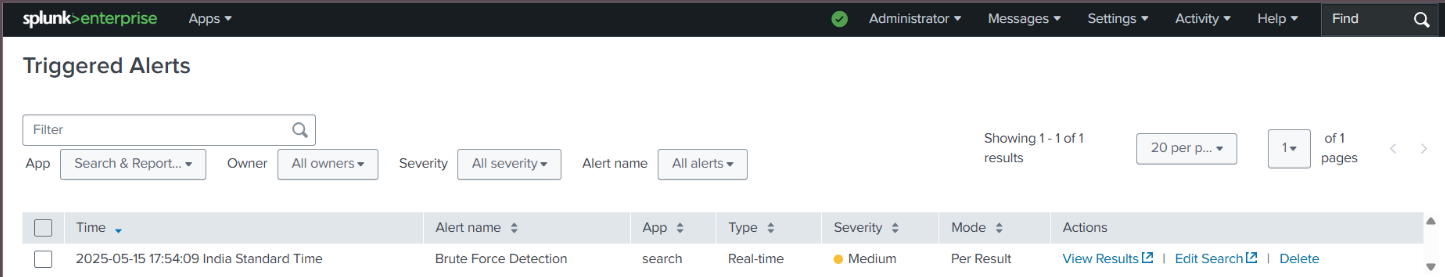 splunk>enterprise Apps Administrator Messages Settings Activity Help Find
Triggered Alerts
Filter
Showing 1 - 1 of 1 results
20 per p...
1
of 1 pages
App Search & Report... Owner All owners Severity All severity Alert name All alerts
Time Alert name App Type Severity Mode Actions
2025-05-15 17:54:09 India Standard Time Brute Force Detection search Real-time Medium Per Result View Results | Edit Search | Delete